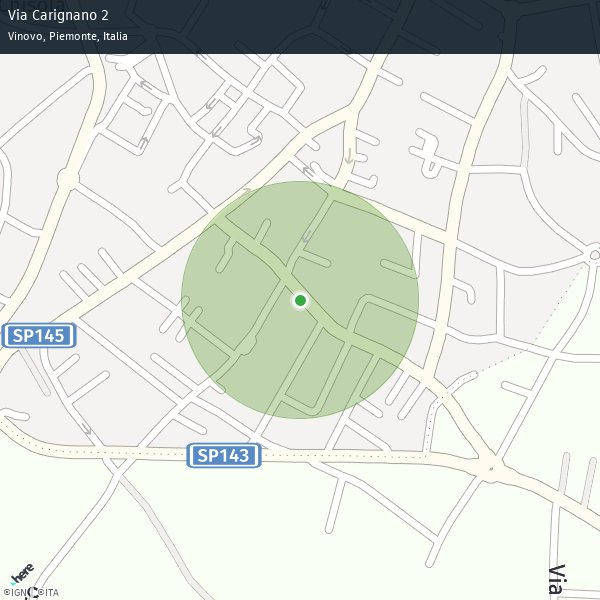 Via Carignano 2
Vinovo, Piemonte, Italia
SP145
SP143
Via
here
©IGN, ©ITA